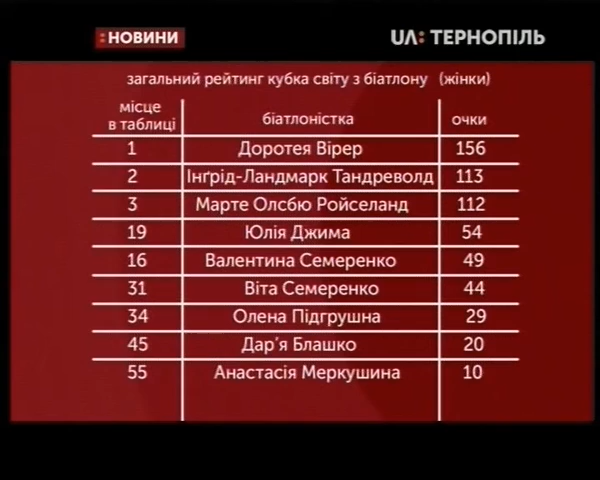 :НОВИНИ
UA: ТЕРНОПІЛЬ
загальний рейтинг кубка світу з біатлону (жінки)
місце
в таблиці біатлоністка очки
1 Доротея Вірер 156
2 Інґрід-Ландмарк Тандреволд 113
3 Марте Олсбю Ройселанд 112
19 Юлія Джима 54
16 Валентина Семеренко 49
31 Віта Семеренко 44
34 Олена Підгрушна 29
45 Дар'я Блашко 20
55 Анастасія Меркушина 10